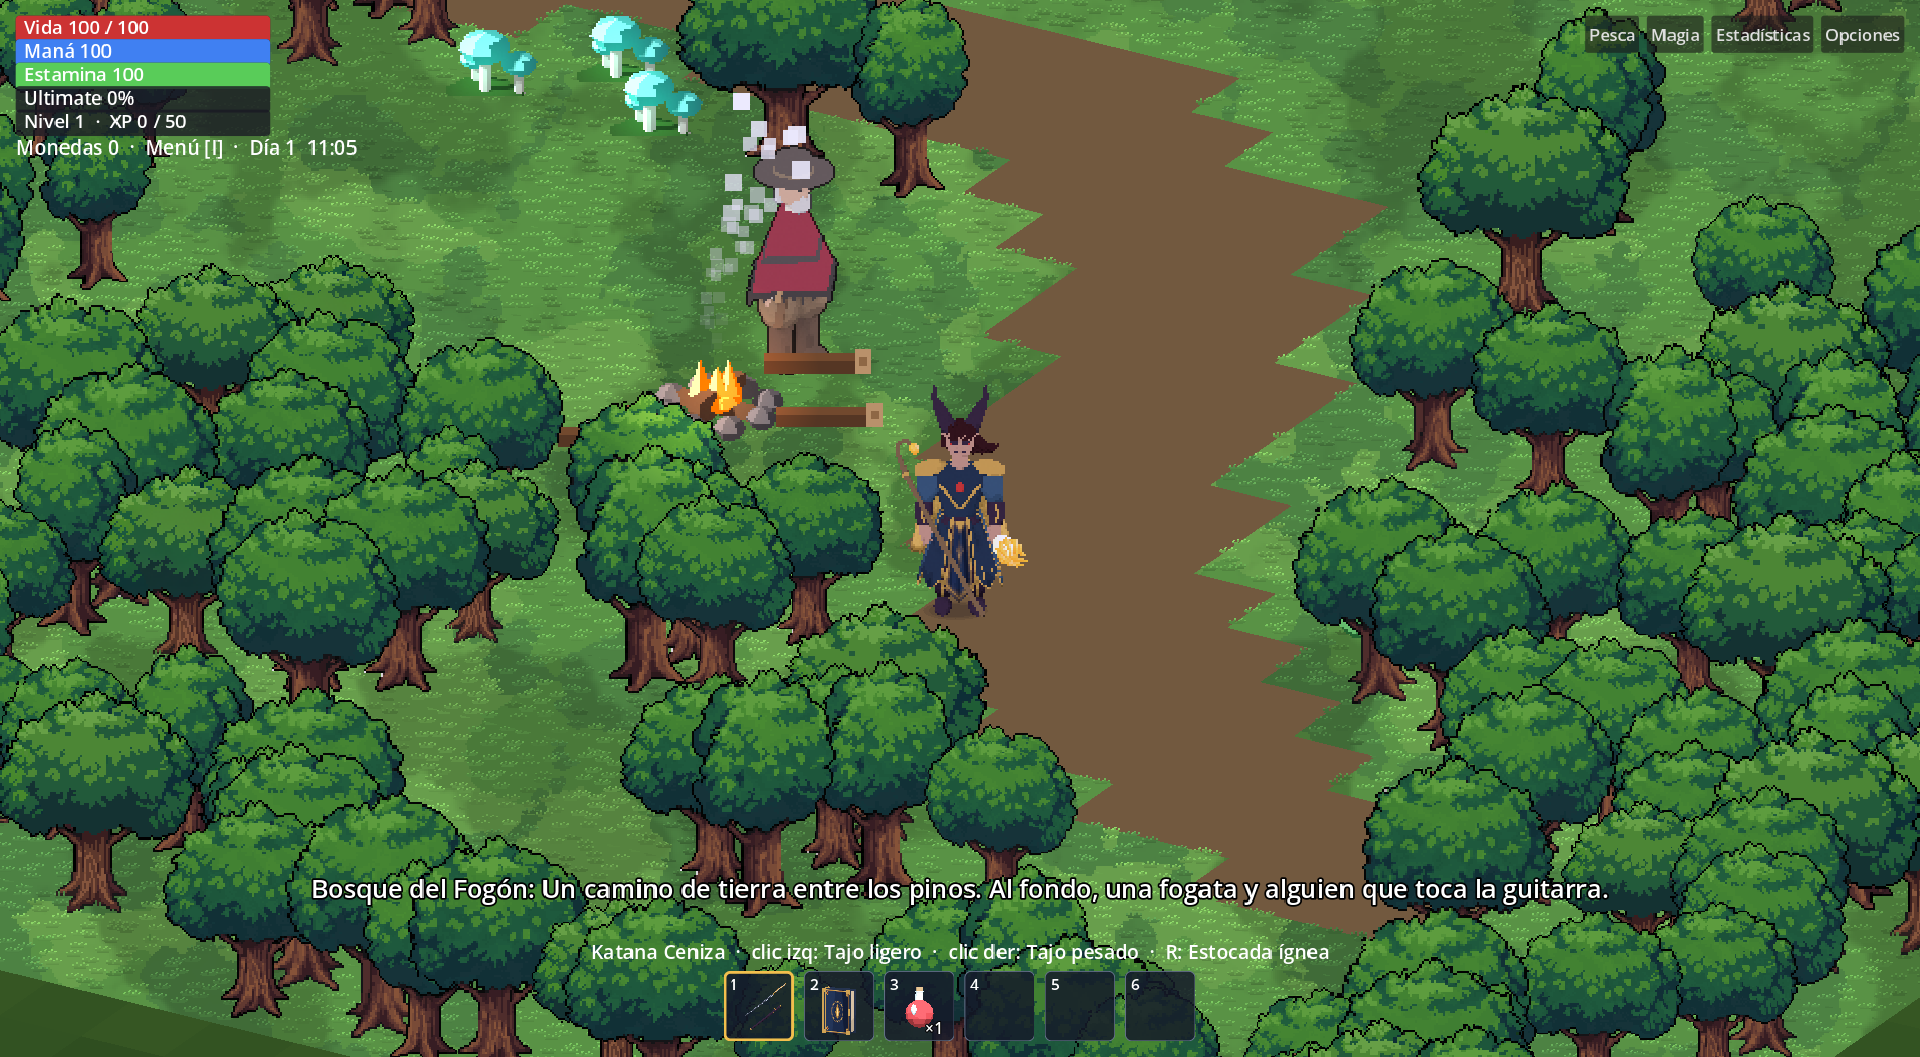 Vida 100 / 100
Maná 100
Estamina 100
Ultimate 0%
Nivel 1 · XP 0 / 50
Monedas 0 · Menú [I] · Día 1 11:05
Pesca Magia Estadísticas Opciones
Bosque del Fogón: Un camino de tierra entre los pinos. Al fondo, una fogata y alguien que toca la guitarra.
Katana Ceniza · clic izq: Tajo ligero · clic der: Tajo pesado · R: Estocada ígnea
1 2 3 4 5 6
×1